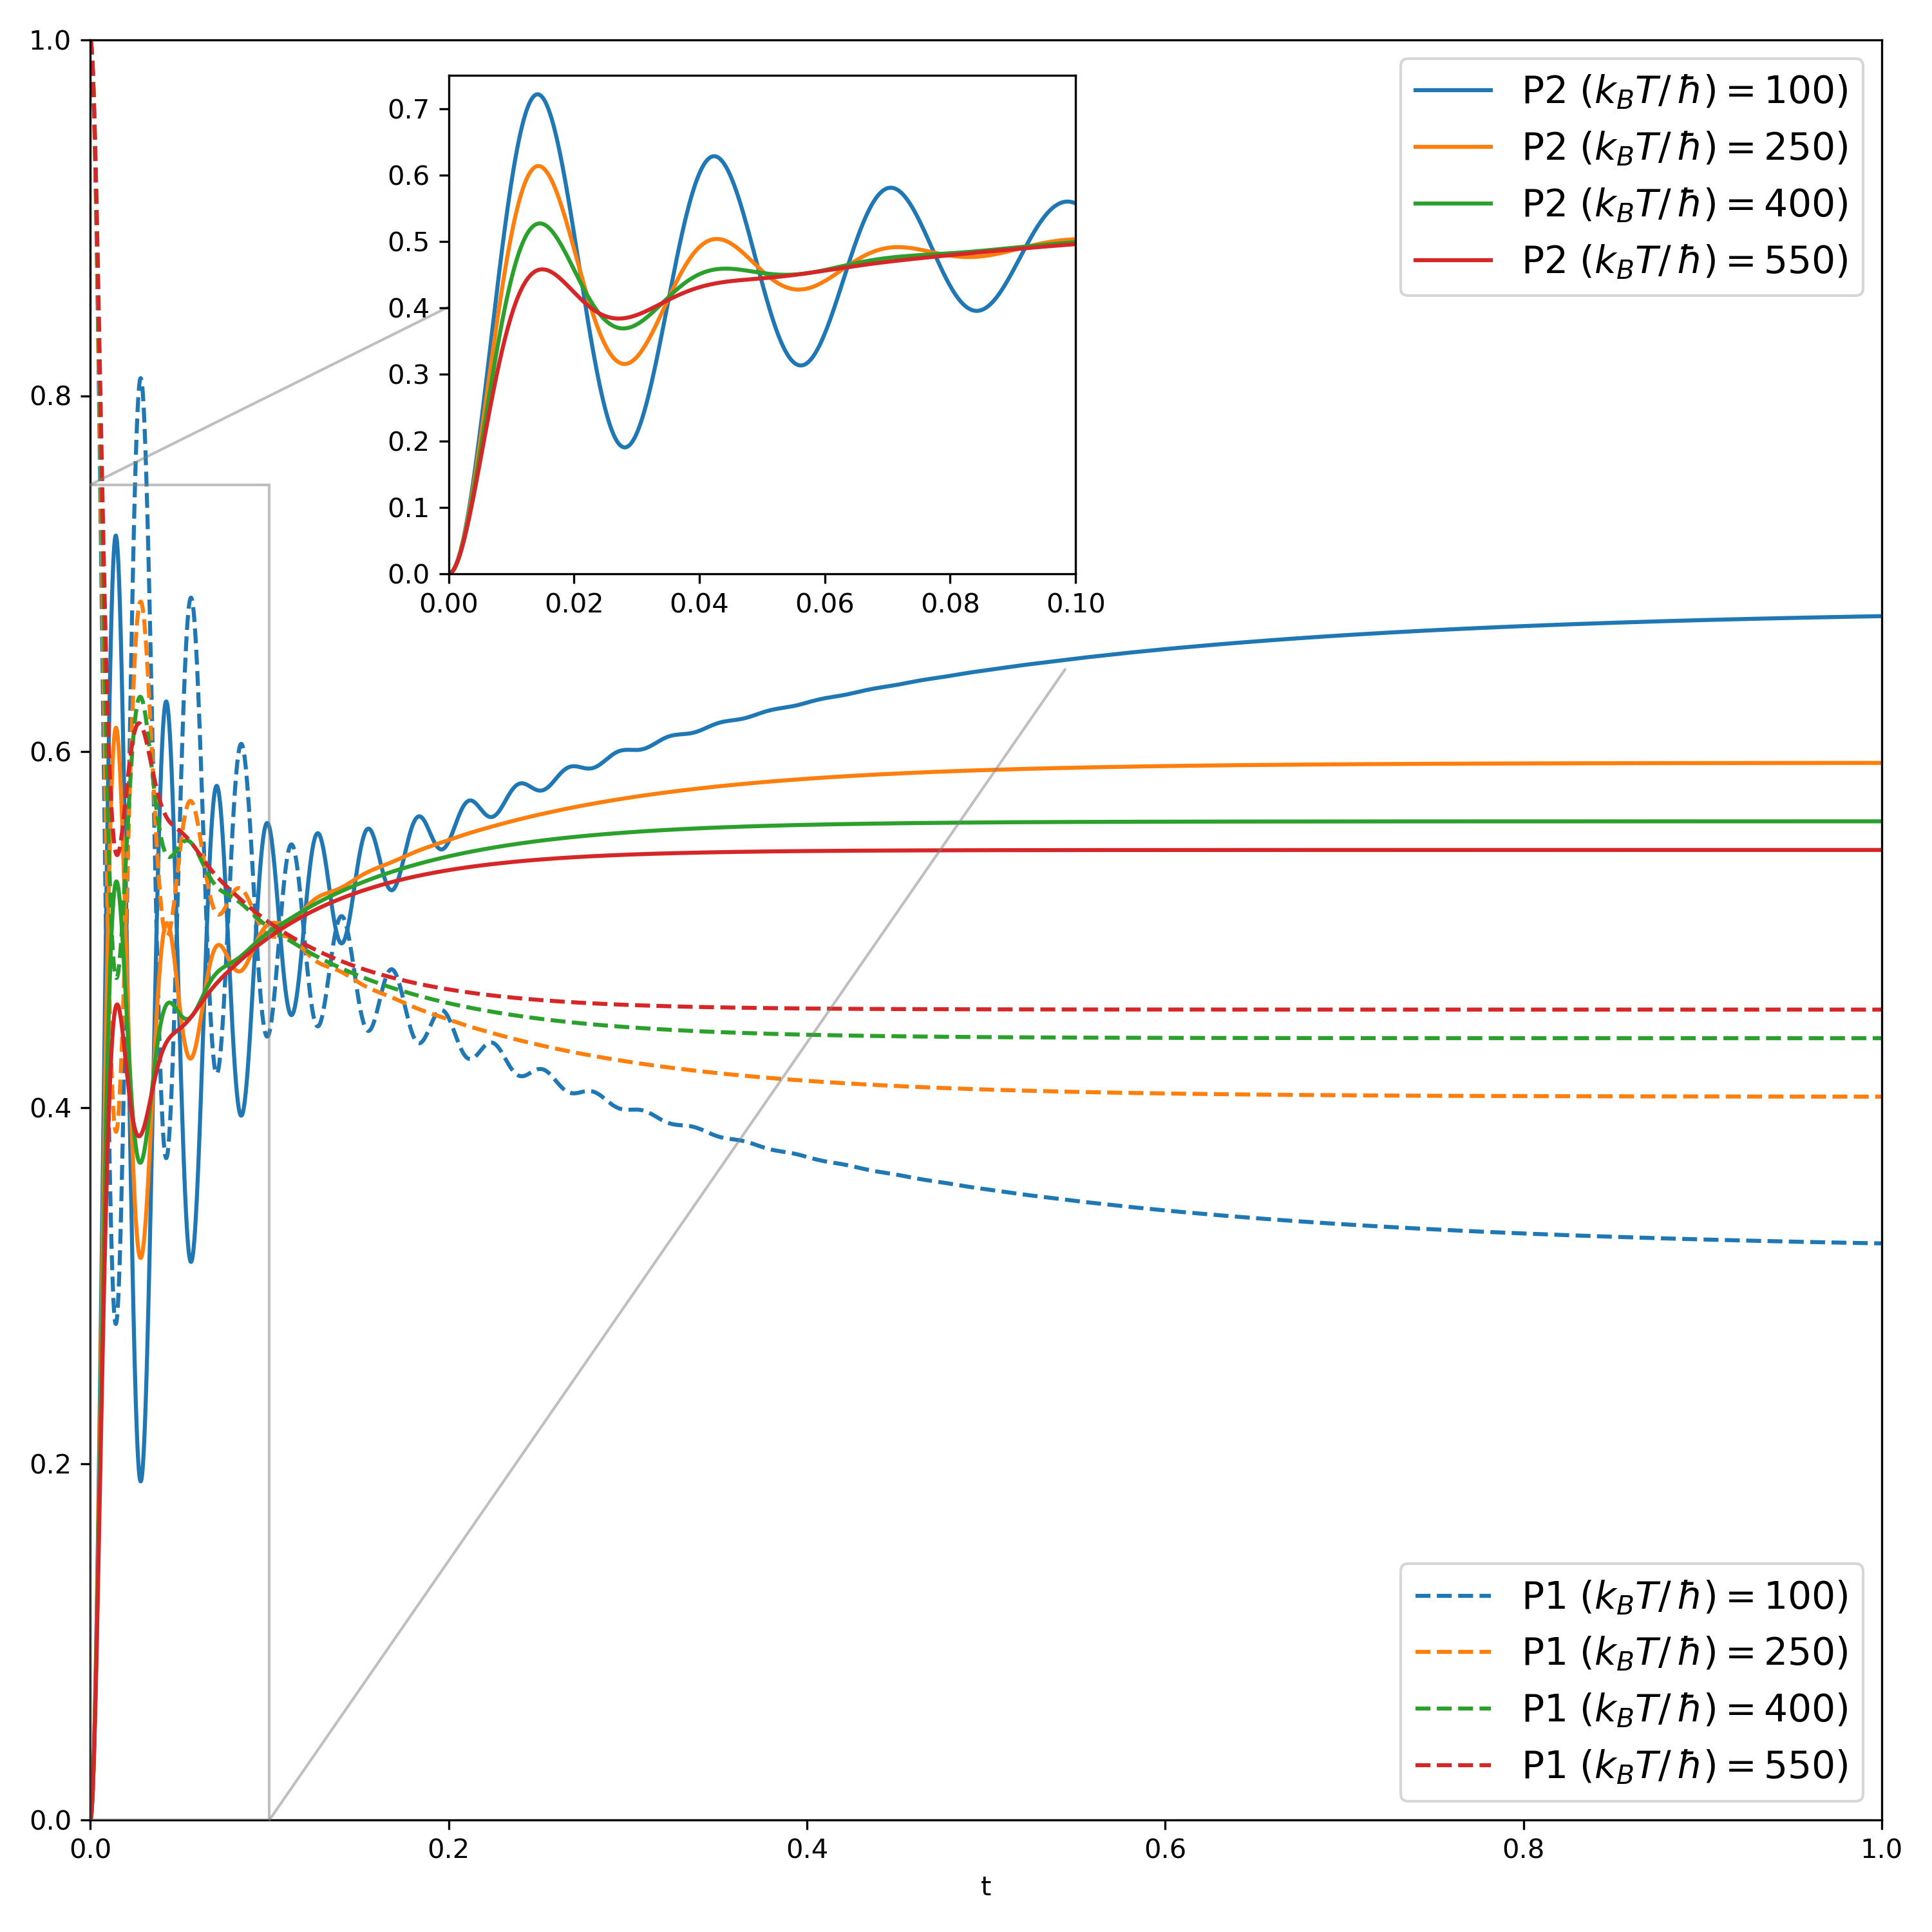 1.0
0.8
0.6
0.4
0.2
0.0
0.0 0.2 0.4 0.6 0.8 1.0
t
0.7
0.6
0.5
0.4
0.3
0.2
0.1
0.0
0.00 0.02 0.04 0.06 0.08 0.10
P2 (k_BT/ħ) = 100)
P2 (k_BT/ħ) = 250)
P2 (k_BT/ħ) = 400)
P2 (k_BT/ħ) = 550)
P1 (k_BT/ħ) = 100)
P1 (k_BT/ħ) = 250)
P1 (k_BT/ħ) = 400)
P1 (k_BT/ħ) = 550)